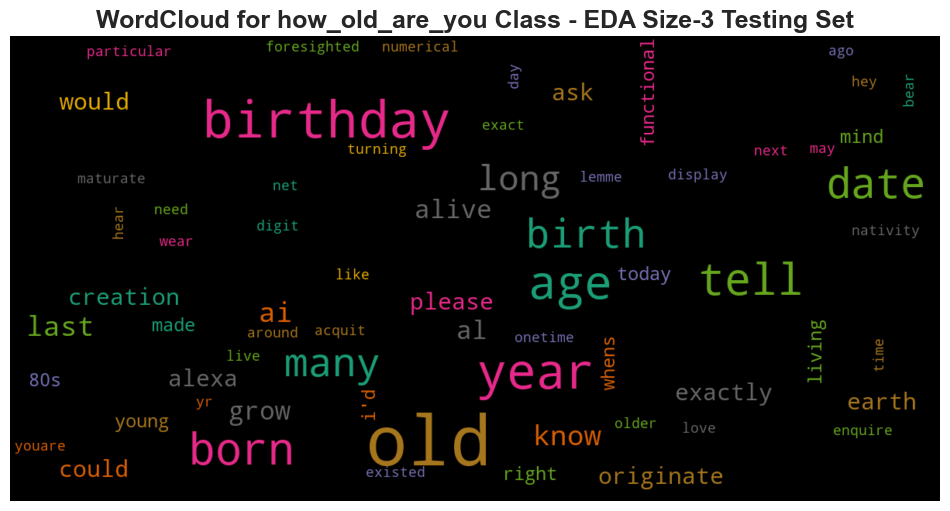 WordCloud for how_old_are_you Class - EDA Size-3 Testing Set
particular
foresighted
numerical
ago
functional
day
hey
bear
would
ask
birthday
exact
mind
turning
next
may
maturate
net
long
lemme
display
date
hear
need
alive
wear
digit
birth
nativity
like
age
today
tell
creation
ai
please
last
made
around
acquit
al
onetime
living
time
live
many
year
whens
80s
alexa
exactly
yr
i'd
earth
young
grow
older
love
enquire
youare
born
old
know
could
existed
right
originate